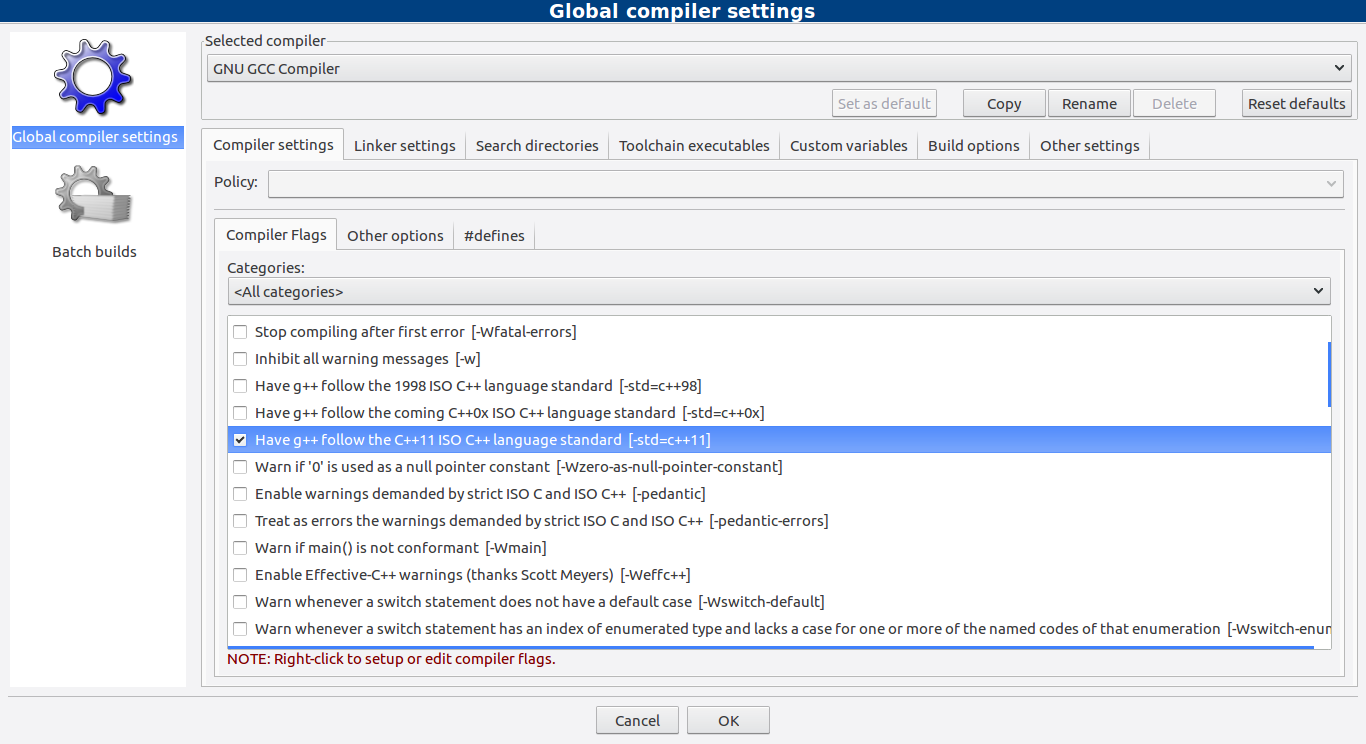 Global compiler settings
Global compiler settings
Batch builds
Selected compiler
GNU GCC Compiler
Set as default Copy Rename Delete Reset defaults
Compiler settings Linker settings Search directories Toolchain executables Custom variables Build options Other settings
Policy:
Compiler Flags Other options #defines
Categories:
<All categories>
Stop compiling after first error [-Wfatal-errors]
Inhibit all warning messages [-w]
Have g++ follow the 1998 ISO C++ language standard [-std=c++98]
Have g++ follow the coming C++0x ISO C++ language standard [-std=c++0x]
Have g++ follow the C++11 ISO C++ language standard [-std=c++11]
Warn if '0' is used as a null pointer constant [-Wzero-as-null-pointer-constant]
Enable warnings demanded by strict ISO C and ISO C++ [-pedantic]
Treat as errors the warnings demanded by strict ISO C and ISO C++ [-pedantic-errors]
Warn if main() is not conformant [-Wmain]
Enable Effective-C++ warnings (thanks Scott Meyers) [-Weffc++]
Warn whenever a switch statement does not have a default case [-Wswitch-default]
Warn whenever a switch statement has an index of enumerated type and lacks a case for one or more of the named codes of that enumeration [-Wswitch-enum
NOTE: Right-click to setup or edit compiler flags.
Cancel OK